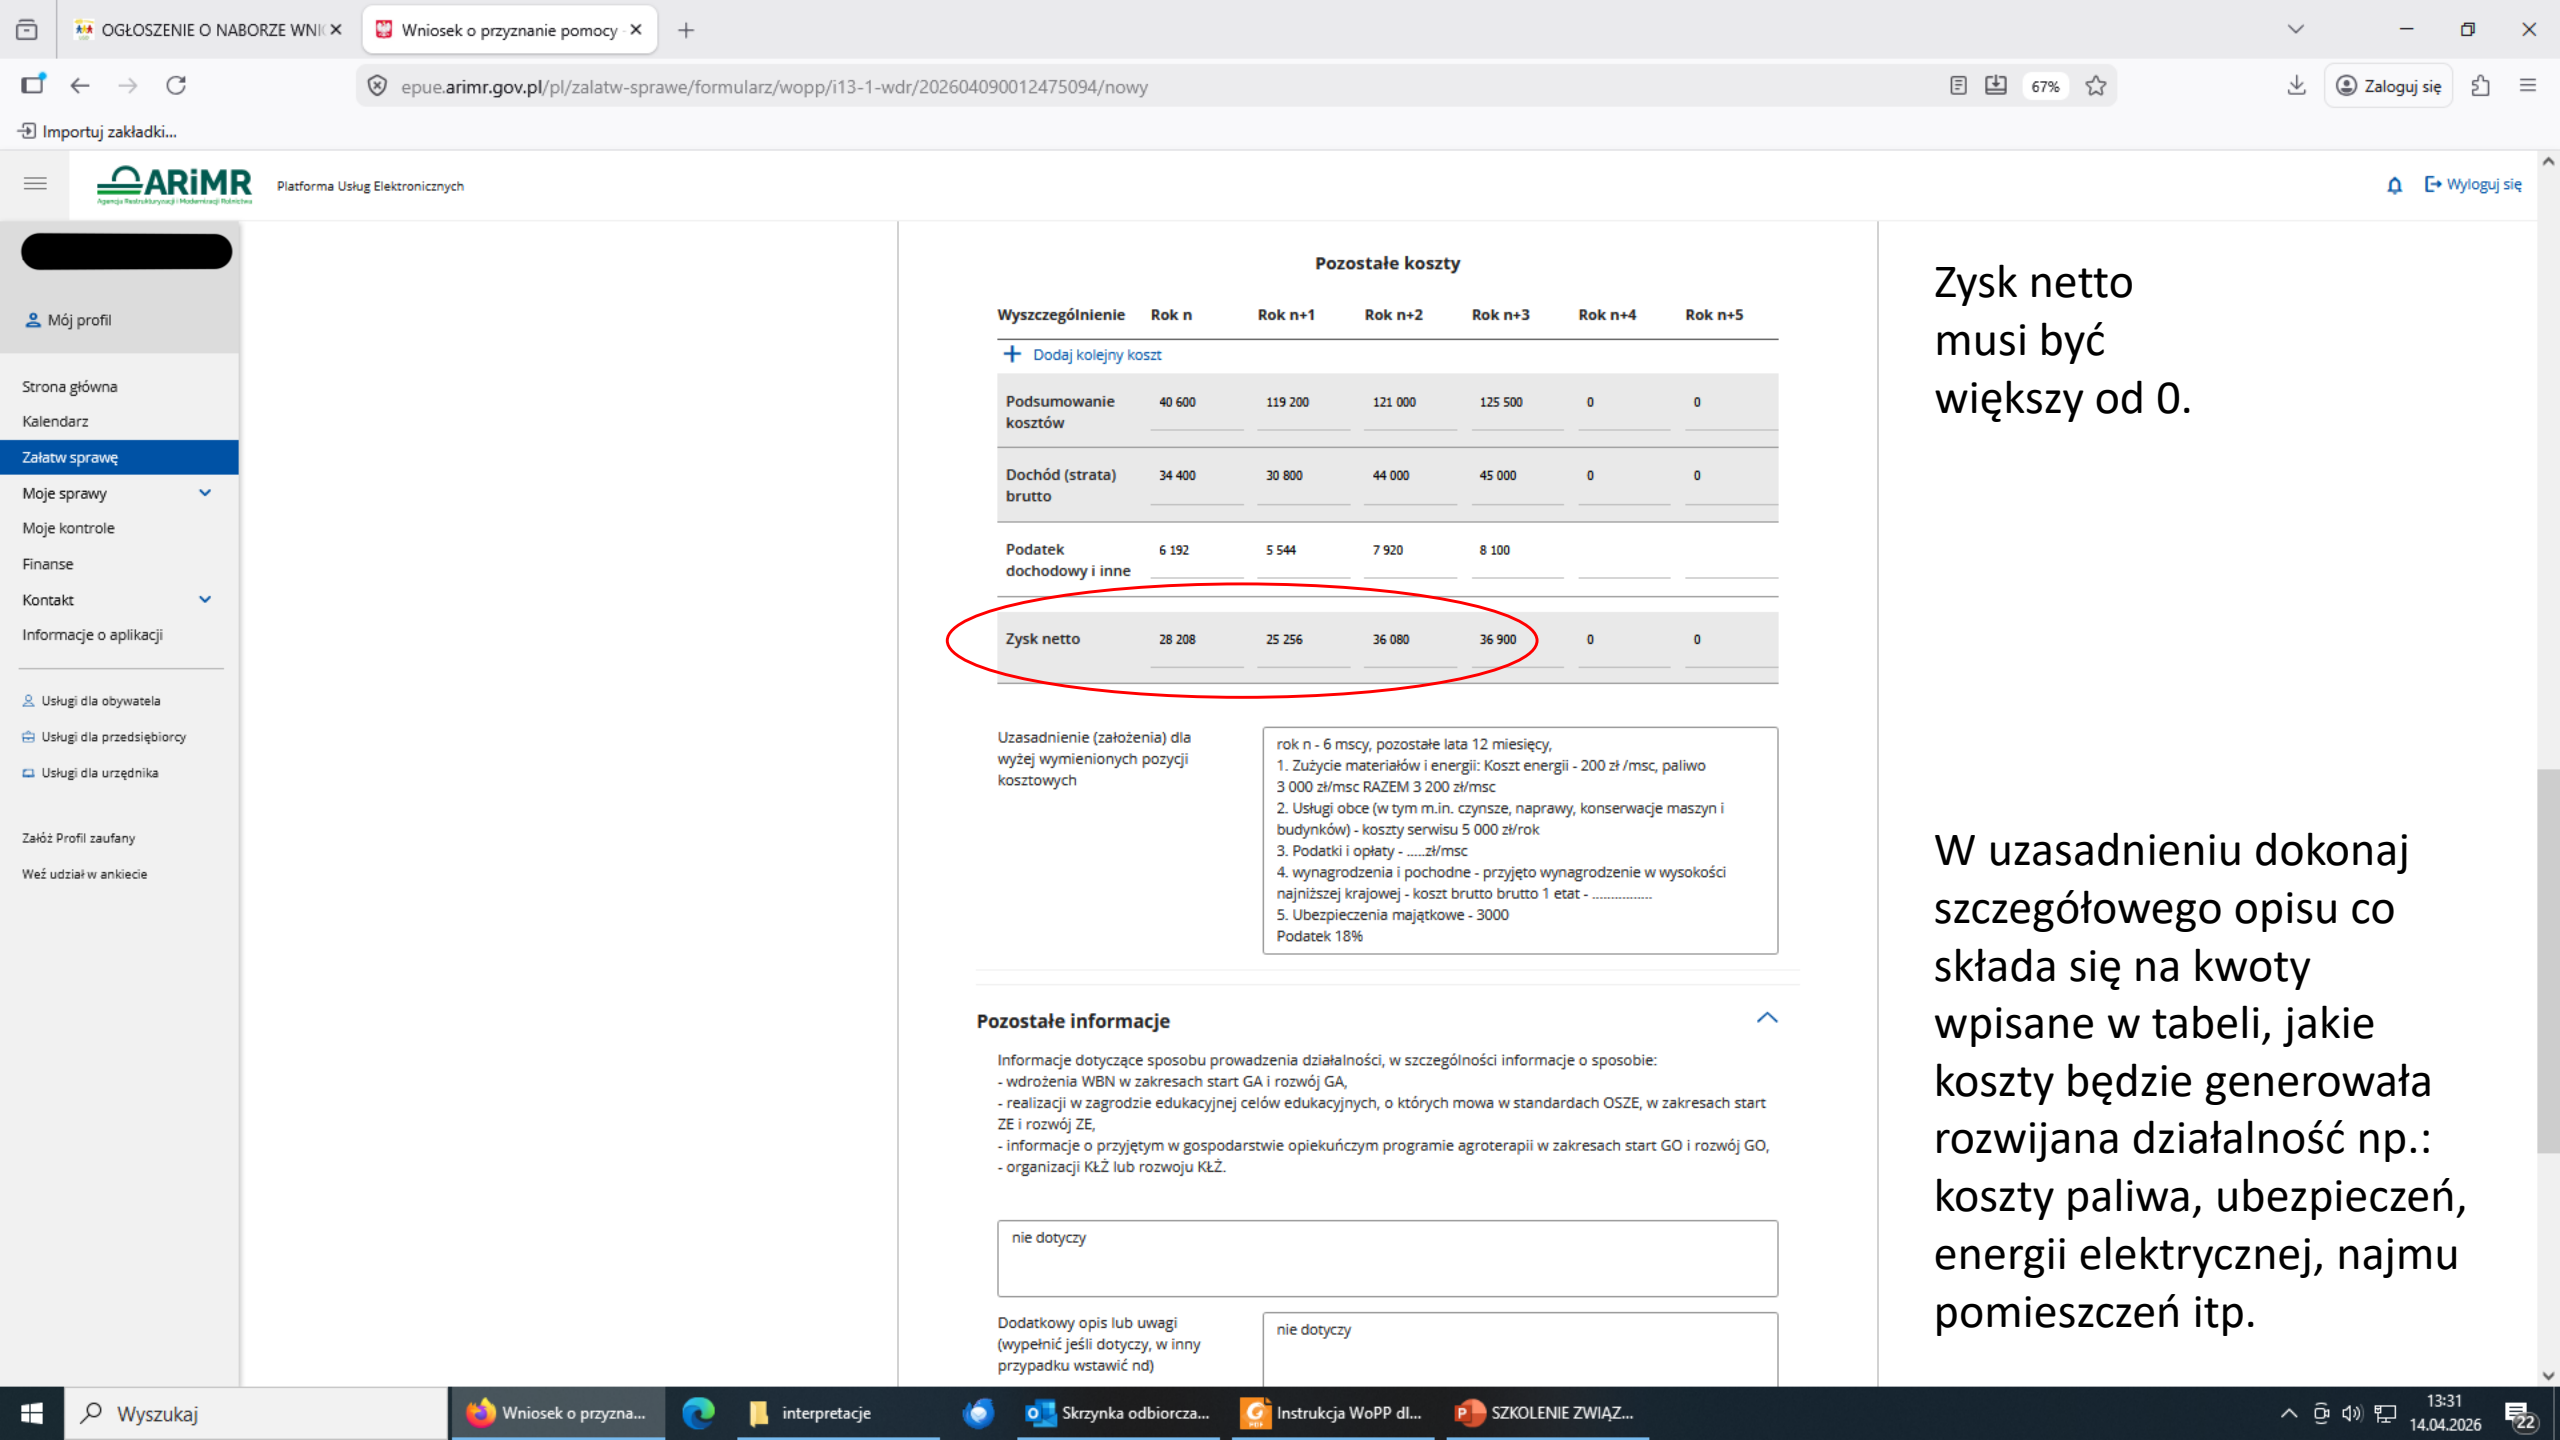 OGŁOSZENIE O NABORZE WNI
Wniosek o przyznanie pomocy -
epue.arimr.gov.pl/pl/zalatw-sprawe/formularz/wopp/i13-1-wdr/202604090012475094/nowy
67%
Zaloguj się
Importuj zakładki...
ARiMR
Agencja Restrukturyzacji i Modernizacji Rolnictwa
Platforma Usług Elektronicznych
Wyloguj się
Mój profil
Strona główna
Kalendarz
Załatw sprawę
Moje sprawy
Moje kontrole
Finanse
Kontakt
Informacje o aplikacji
Usługi dla obywatela
Usługi dla przedsiębiorcy
Usługi dla urzędnika
Załóż Profil zaufany
Weź udział w ankiecie
Pozostałe koszty
Wyszczególnienie Rok n Rok n+1 Rok n+2 Rok n+3 Rok n+4 Rok n+5
Dodaj kolejny koszt
Podsumowanie kosztów 40 600 119 200 121 000 125 500 0 0
Dochód (strata) brutto 34 400 30 800 44 000 45 000 0 0
Podatek dochodowy i inne 6 192 5 544 7 920 8 100
Zysk netto 28 208 25 256 36 080 36 900 0 0
Uzasadnienie (założenia) dla
wyżej wymienionych pozycji
kosztowych
rok n - 6 mscy, pozostałe lata 12 miesięcy,
1. Zużycie materiałów i energii: Koszt energii - 200 zł /msc, paliwo
3 000 zł/msc RAZEM 3 200 zł/msc
2. Usługi obce (w tym m.in. czynsze, naprawy, konserwacje maszyn i
budynków) - koszty serwisu 5 000 zł/rok
3. Podatki i opłaty - .....zł/msc
4. wynagrodzenia i pochodne - przyjęto wynagrodzenie w wysokości
najniższej krajowej - koszt brutto brutto 1 etat - ................
5. Ubezpieczenia majątkowe - 3000
Podatek 18%
Pozostałe informacje
Informacje dotyczące sposobu prowadzenia działalności, w szczególności informacje o sposobie:
- wdrożenia WBN w zakresach start GA i rozwój GA,
- realizacji w zagrodzie edukacyjnej celów edukacyjnych, o których mowa w standardach OSZE, w zakresach start
ZE i rozwój ZE,
- informacje o przyjętym w gospodarstwie opiekuńczym programie agroterapii w zakresach start GO i rozwój GO,
- organizacji KŁŻ lub rozwoju KŁŻ.
nie dotyczy
Dodatkowy opis lub uwagi
(wypełnić jeśli dotyczy, w inny
przypadku wstawić nd)
nie dotyczy
Zysk netto
musi być
większy od 0.
W uzasadnieniu dokonaj
szczegółowego opisu co
składa się na kwoty
wpisane w tabeli, jakie
koszty będzie generowała
rozwijana działalność np.:
koszty paliwa, ubezpieczeń,
energii elektrycznej, najmu
pomieszczeń itp.
Wyszukaj
Wniosek o przyzna...
interpretacje
Skrzynka odbiorcza...
Instrukcja WoPP dl...
SZKOLENIE ZWIĄZ...
13:31
14.04.2026
22